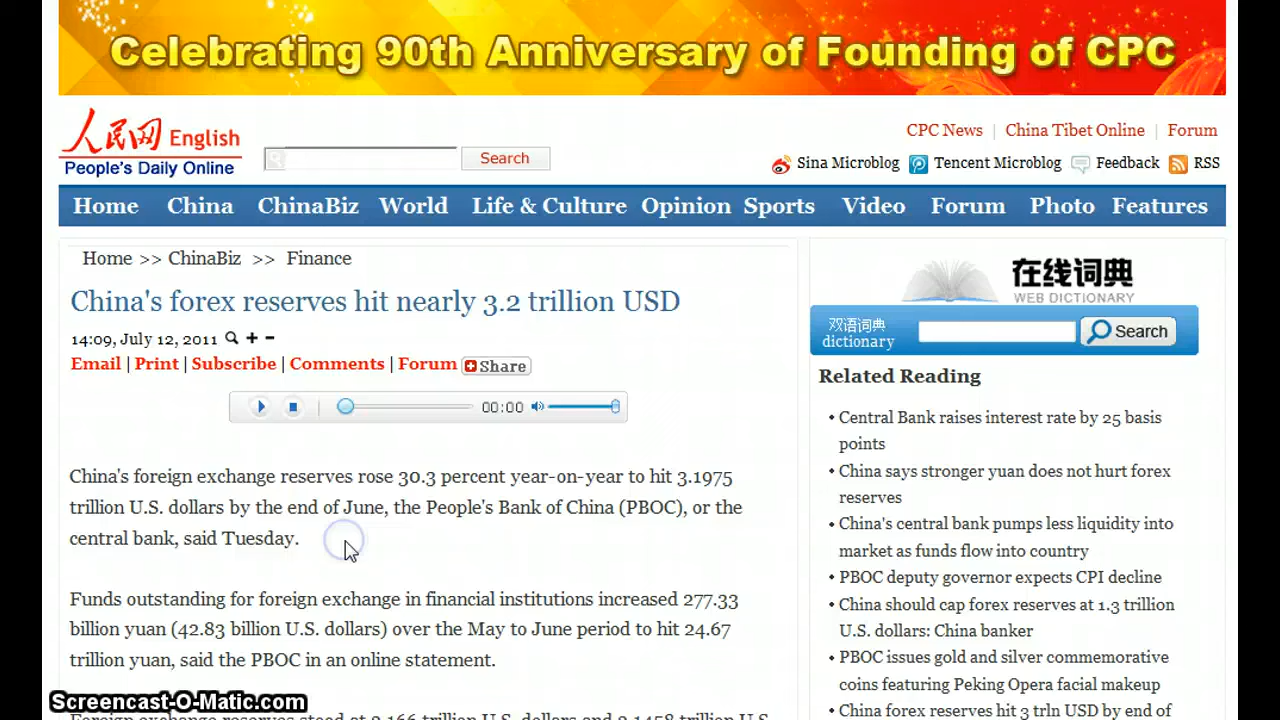 Celebrating 90th Anniversary of Founding of CPC
人民网 English
People's Daily Online
Search
CPC News | China Tibet Online | Forum
Sina Microblog Tencent Microblog Feedback RSS
Home China ChinaBiz World Life & Culture Opinion Sports Video Forum Photo Features
Home >> ChinaBiz >> Finance
China's forex reserves hit nearly 3.2 trillion USD
14:09, July 12, 2011 + -
Email | Print | Subscribe | Comments | Forum Share
00:00
China's foreign exchange reserves rose 30.3 percent year-on-year to hit 3.1975
trillion U.S. dollars by the end of June, the People's Bank of China (PBOC), or the
central bank, said Tuesday.
Funds outstanding for foreign exchange in financial institutions increased 277.33
billion yuan (42.83 billion U.S. dollars) over the May to June period to hit 24.67
trillion yuan, said the PBOC in an online statement.
在线词典
WEB DICTIONARY
双语词典
dictionary
Search
Related Reading
• Central Bank raises interest rate by 25 basis
points
• China says stronger yuan does not hurt forex
reserves
• China's central bank pumps less liquidity into
market as funds flow into country
• PBOC deputy governor expects CPI decline
• China should cap forex reserves at 1.3 trillion
U.S. dollars: China banker
• PBOC issues gold and silver commemorative
coins featuring Peking Opera facial makeup
• China forex reserves hit 3 trln USD by end of
Screencast-O-Matic.com